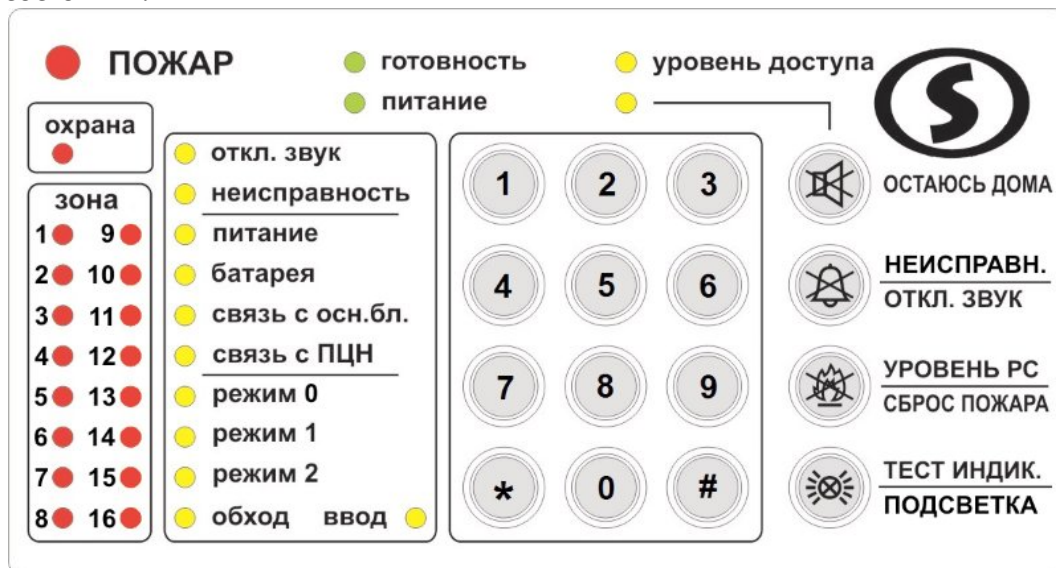 ПОЖАР
готовность
уровень доступа
питание
охрана
откл. звук
неисправность
питание
батарея
связь с осн.бл.
связь с ПЦН
режим 0
режим 1
режим 2
обход ввод
зона
1 9
2 10
3 11
4 12
5 13
6 14
7 15
8 16
1 2 3
4 5 6
7 8 9
* 0 #
S
ОСТАЮСЬ ДОМА
НЕИСПРАВН.
ОТКЛ. ЗВУК
УРОВЕНЬ РС
СБРОС ПОЖАРА
ТЕСТ ИНДИК.
ПОДСВЕТКА